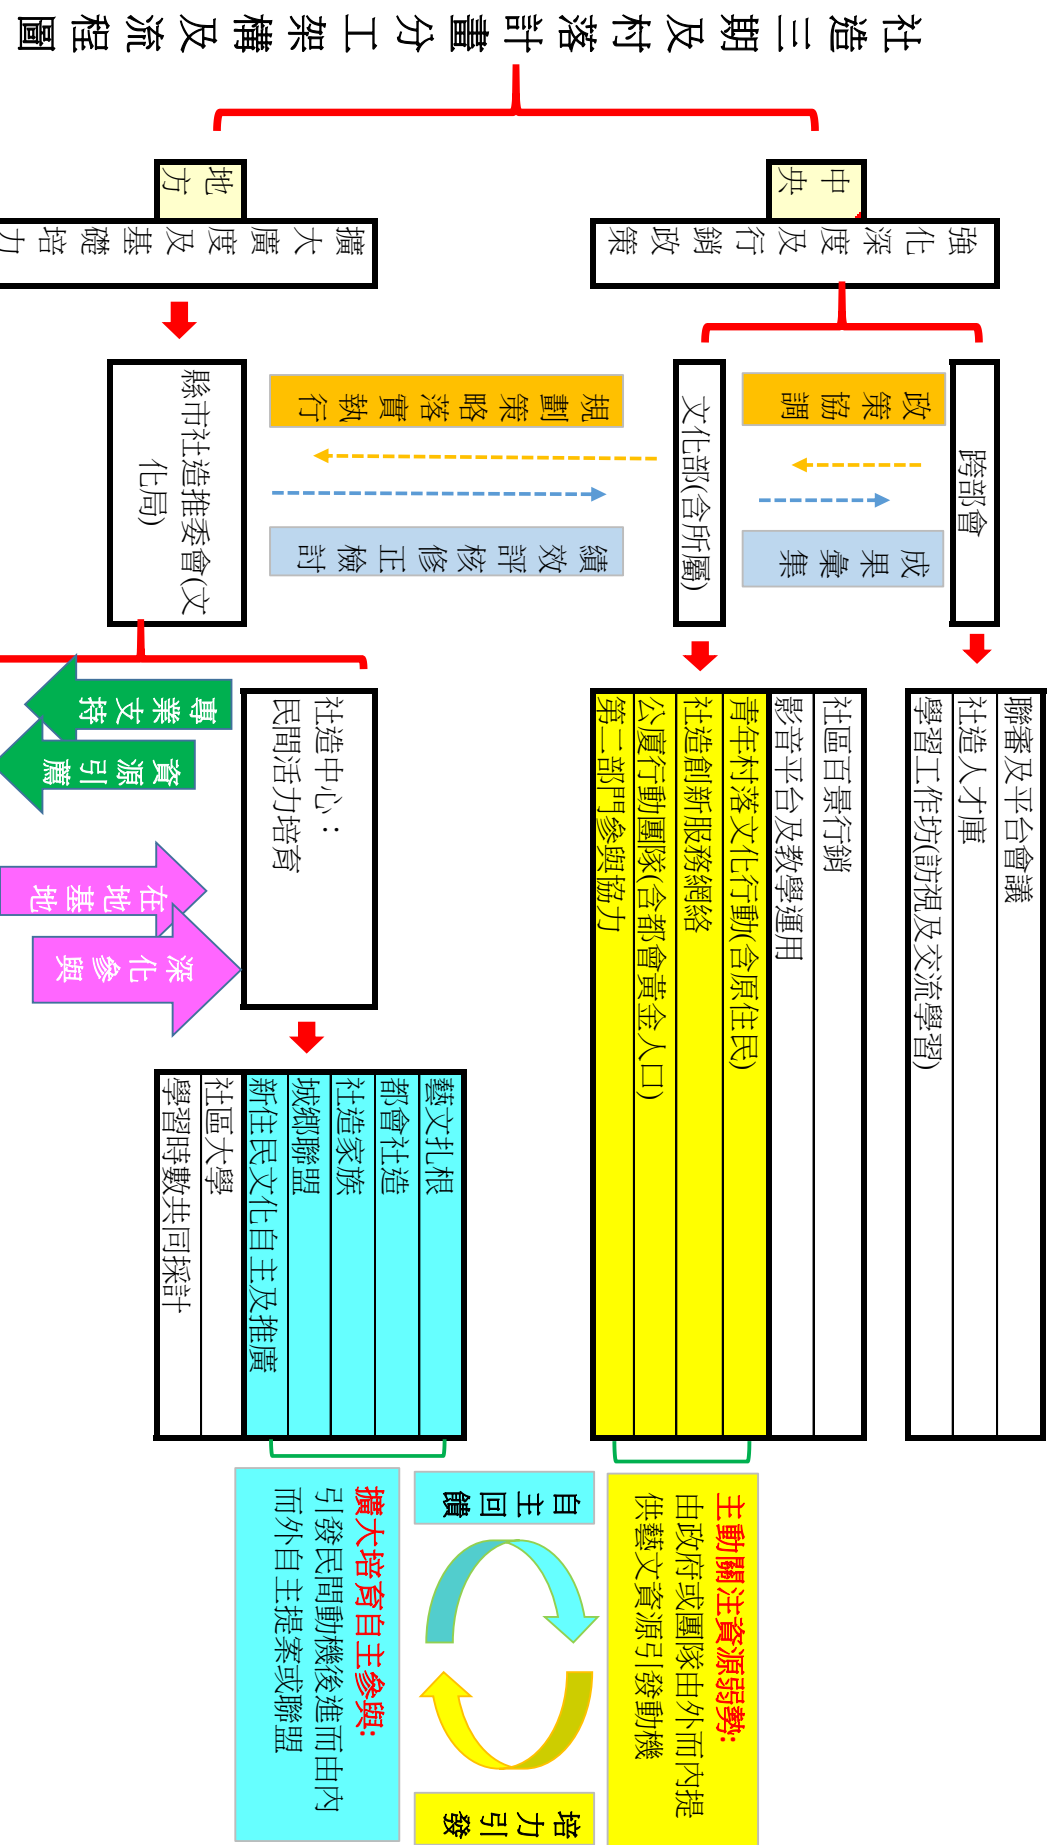 社造三期及村落計畫分工架構及流程圖
中央
強化深度及行銷政策
跨部會
聯審及平台會議
社造人才庫
學習工作坊(訪視及交流學習)
政策協調
成果彙集
文化部(含所屬)
社區百景行銷
影音平台及教學運用
青年村落文化行動(含原住民)
社造創新服務網絡
公廈行動團隊(含都會黃金人口)
第二部門參與協力
主動關注資源弱勢:
由政府或團隊由外而內提
供藝文資源引發動機
規劃策略落實執行
績效評核修正檢討
自主回饋
培力引發
地方
擴大廣度及基礎培力
縣市社造推委會(文
化局)
社造中心：
民間活力培育
藝文扎根
都會社造
社造家族
城鄉聯盟
新住民文化自主及推廣
社區大學
學習時數共同採計
擴大培育自主參與:
引發民間動機後進而由內
而外自主提案或聯盟
專業支持
資源引薦
在地基地
深化參與